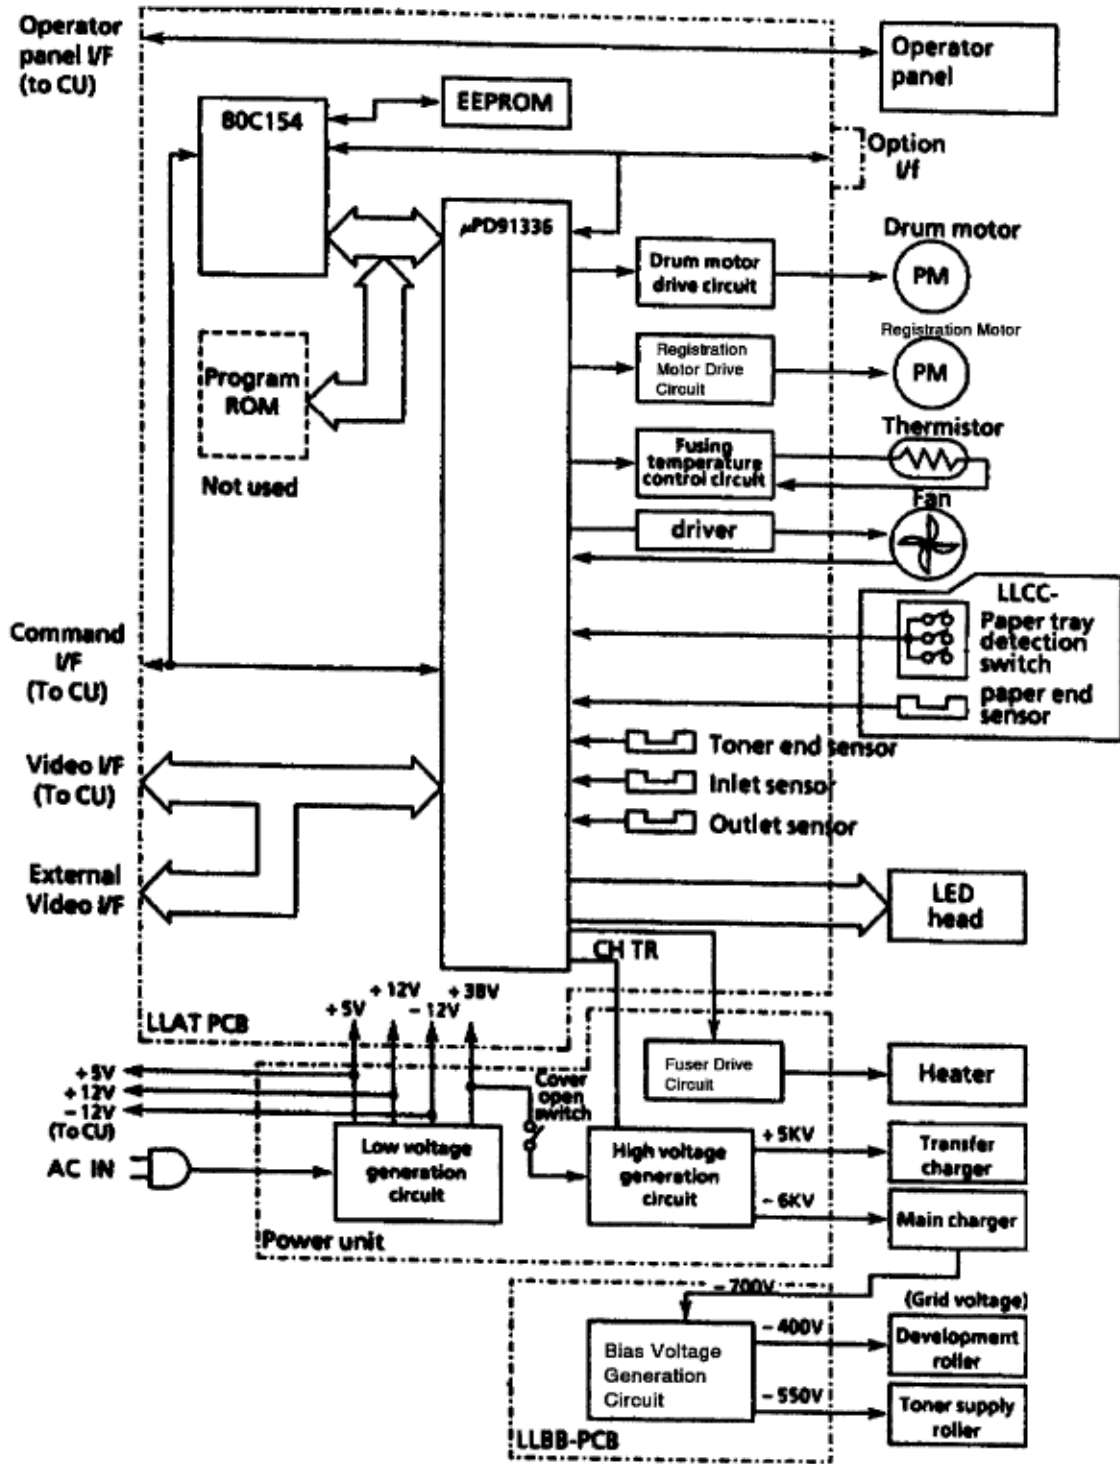 Operator
panel I/F
(to CU)
Operator
panel
EEPROM
80C154
Option
I/f
μPD91336
Drum motor
Drum motor
drive circuit
PM
Registration Motor
Registration
Motor Drive
Circuit
PM
Program
ROM
Not used
Thermistor
Fusing
temperature
control circuit
Fan
driver
LLCC-
Paper tray
detection
switch
paper end
sensor
Command
I/F
(To CU)
Toner end sensor
Inlet sensor
Outlet sensor
Video I/F
(To CU)
External
Video I/F
LED
head
CH TR
LLAT PCB
+5V
+12V
-12V
+38V
+5V
+12V
-12V
(To CU)
Cover
open
switch
Fuser Drive
Circuit
Heater
AC IN
Low voltage
generation
circuit
High voltage
generation
circuit
+5KV
Transfer
charger
-6KV
Main charger
Power unit
-700V
(Grid voltage)
Bias Voltage
Generation
Circuit
-400V
Development
roller
-550V
Toner supply
roller
LLBB-PCB